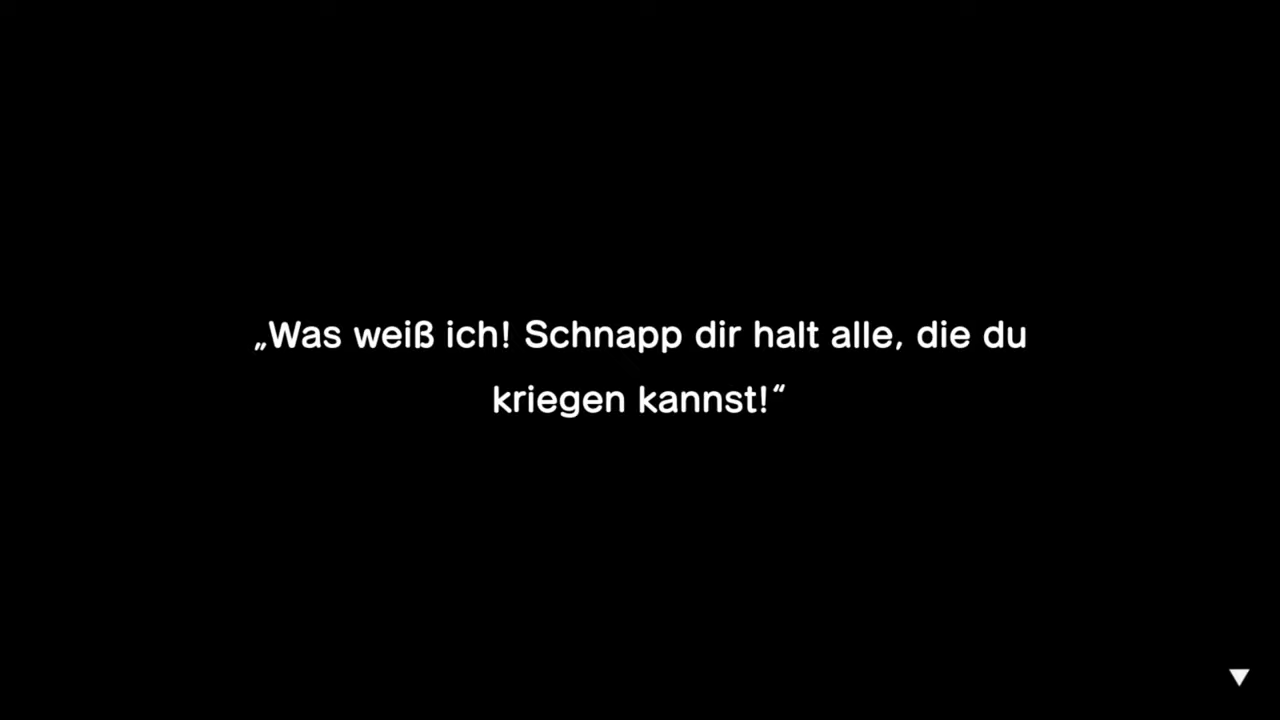 „Was weiß ich! Schnapp dir halt alle, die du
kriegen kannst!“